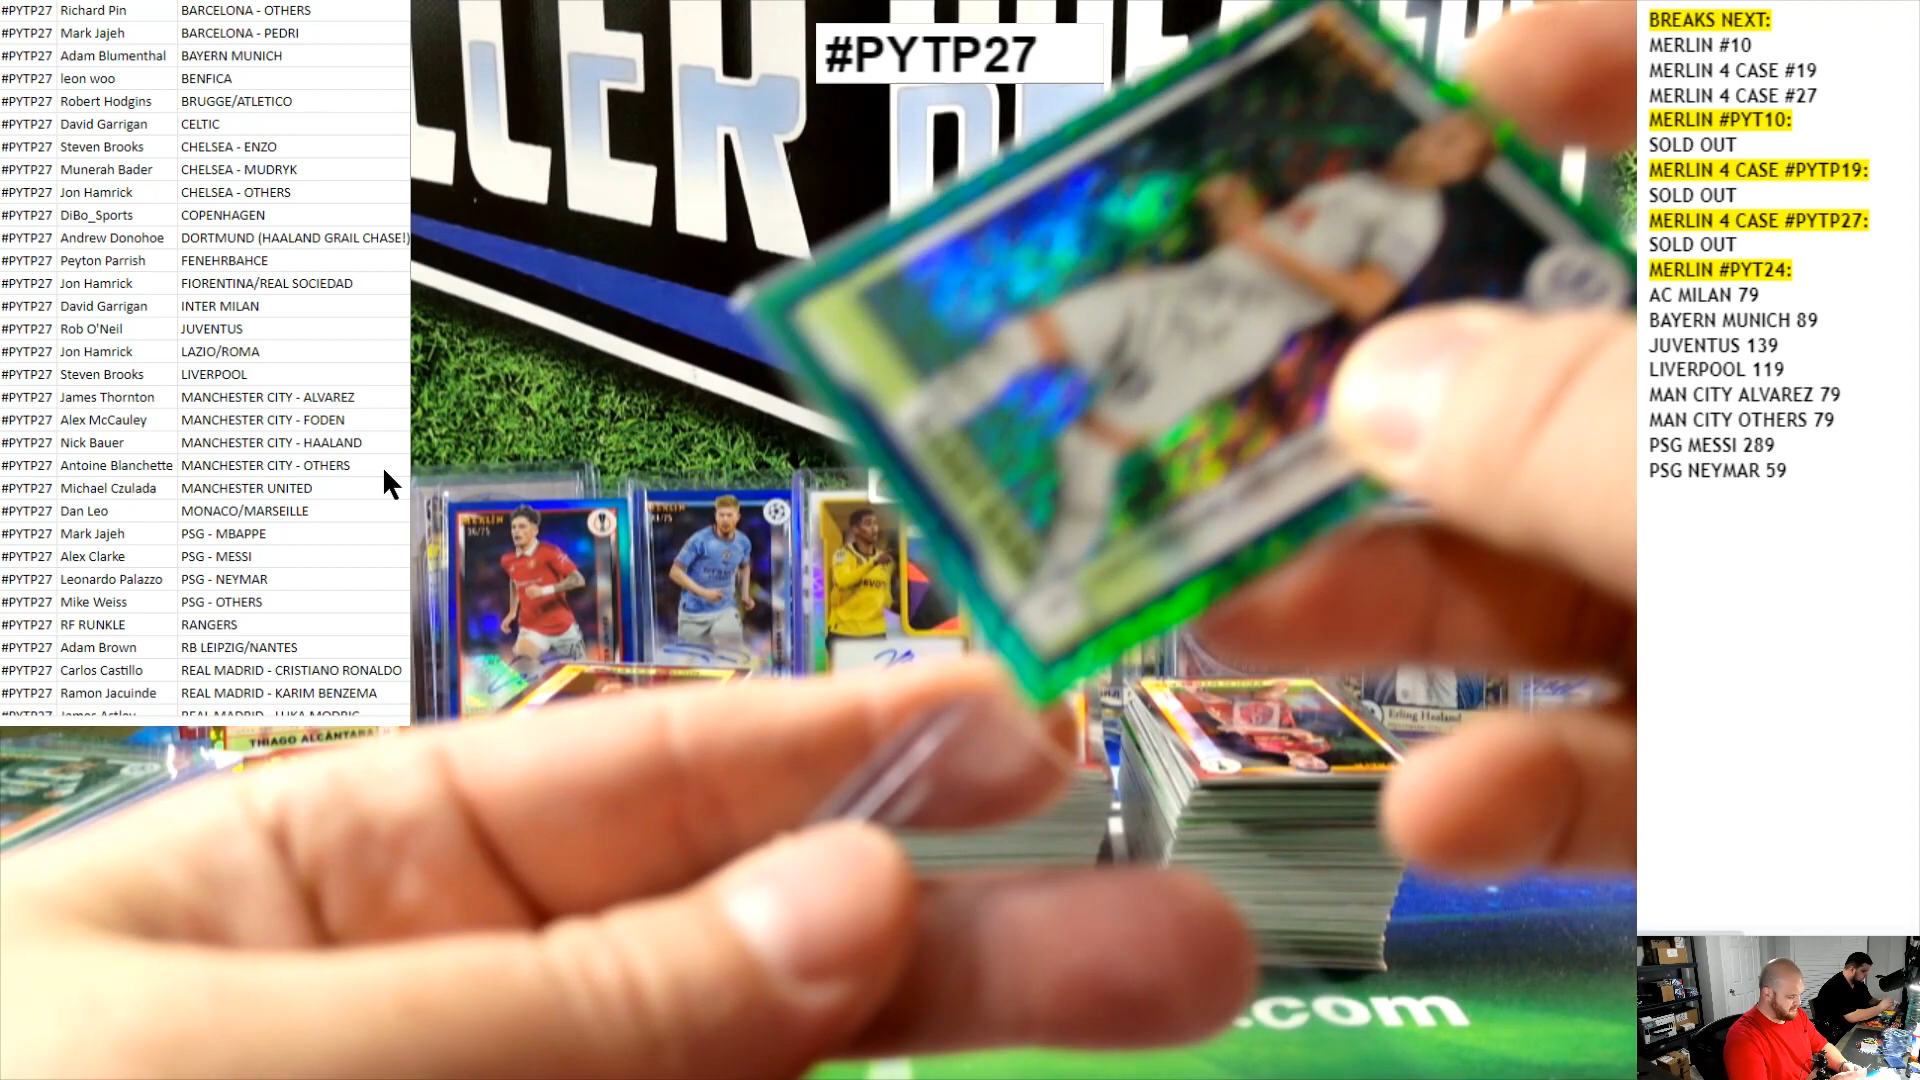 #PYTP27 Richard Pin BARCELONA - OTHERS
#PYTP27 Mark Jajeh BARCELONA - PEDRI
#PYTP27 Adam Blumenthal BAYERN MUNICH
#PYTP27 leon woo BENFICA
#PYTP27 Robert Hodgins BRUGGE/ATLETICO
#PYTP27 David Garrigan CELTIC
#PYTP27 Steven Brooks CHELSEA - ENZO
#PYTP27 Munerah Bader CHELSEA - MUDRYK
#PYTP27 Jon Hamrick CHELSEA - OTHERS
#PYTP27 DiBo_Sports COPENHAGEN
#PYTP27 Andrew Donohoe DORTMUND (HAALAND GRAIL CHASE!)
#PYTP27 Peyton Parrish FENEHRBAHCE
#PYTP27 Jon Hamrick FIORENTINA/REAL SOCIEDAD
#PYTP27 David Garrigan INTER MILAN
#PYTP27 Rob O'Neil JUVENTUS
#PYTP27 Jon Hamrick LAZIO/ROMA
#PYTP27 Steven Brooks LIVERPOOL
#PYTP27 James Thornton MANCHESTER CITY - ALVAREZ
#PYTP27 Alex McCauley MANCHESTER CITY - FODEN
#PYTP27 Nick Bauer MANCHESTER CITY - HAALAND
#PYTP27 Antoine Blanchette MANCHESTER CITY - OTHERS
#PYTP27 Michael Czulada MANCHESTER UNITED
#PYTP27 Dan Leo MONACO/MARSEILLE
#PYTP27 Mark Jajeh PSG - MBAPPE
#PYTP27 Alex Clarke PSG - MESSI
#PYTP27 Leonardo Palazzo PSG - NEYMAR
#PYTP27 Mike Weiss PSG - OTHERS
#PYTP27 RF RUNKLE RANGERS
#PYTP27 Adam Brown RB LEIPZIG/NANTES
#PYTP27 Carlos Castillo REAL MADRID - CRISTIANO RONALDO
#PYTP27 Ramon Jacuinde REAL MADRID - KARIM BENZEMA
#PYTP27 James Astley REAL MADRID - LUKA MODRIC
#PYTP27
MERLIN
MERLIN
THIAGO ALCÂNTARA
Erling Haaland
.com
BREAKS NEXT:
MERLIN #10
MERLIN 4 CASE #19
MERLIN 4 CASE #27
MERLIN #PYT10:
SOLD OUT
MERLIN 4 CASE #PYTP19:
SOLD OUT
MERLIN 4 CASE #PYTP27:
SOLD OUT
MERLIN #PYT24:
AC MILAN 79
BAYERN MUNICH 89
JUVENTUS 139
LIVERPOOL 119
MAN CITY ALVAREZ 79
MAN CITY OTHERS 79
PSG MESSI 289
PSG NEYMAR 59